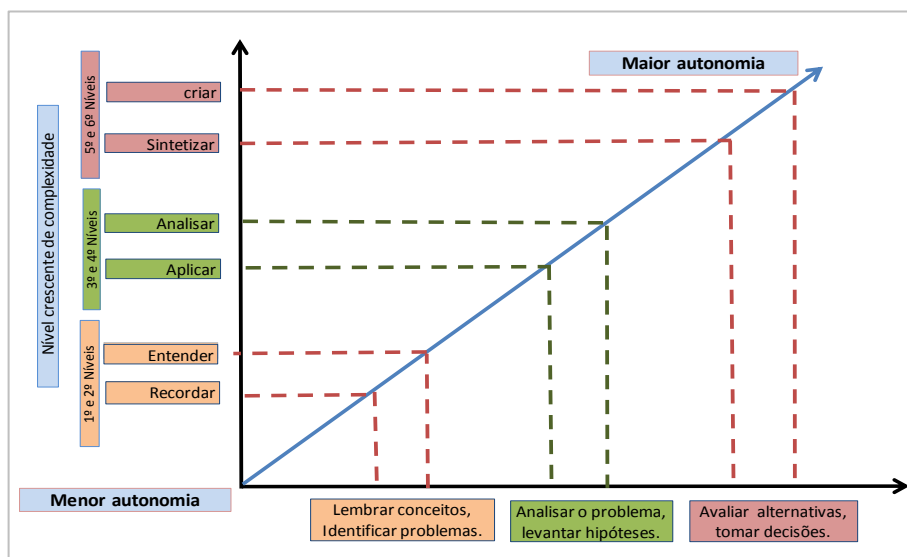 Maior autonomia
Nível crescente de complexidade
5º e 6º Níveis
criar
Sintetizar
3º e 4º Níveis
Analisar
Aplicar
1º e 2º Níveis
Entender
Recordar
Menor autonomia
Lembrar conceitos,
Identificar problemas.
Analisar o problema,
levantar hipóteses.
Avaliar alternativas,
tomar decisões.